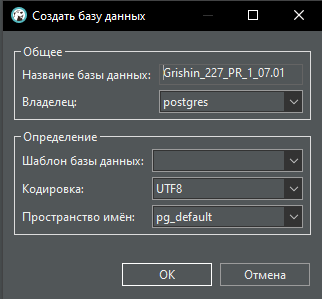 Создать базу данных
Общее
Название базы данных: Grishin_227_PR_1_07.01
Владелец: postgres
Определение
Шаблон базы данных:
Кодировка: UTF8
Пространство имён: pg_default
OK Отмена